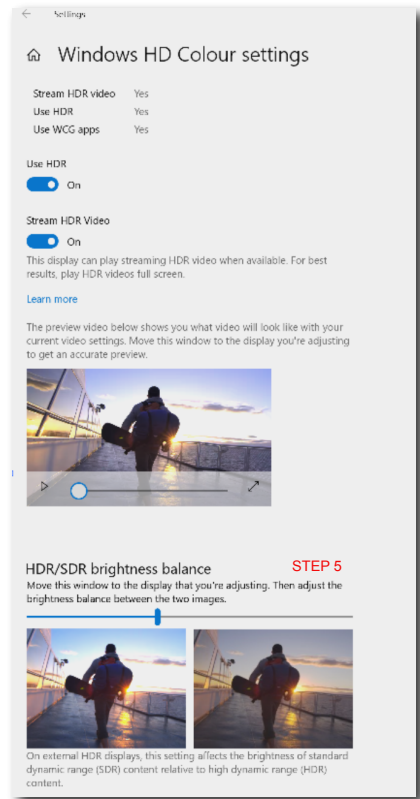 Settings
Windows HD Colour settings
Stream HDR video Yes
Use HDR Yes
Use WCG apps Yes
Use HDR
On
Stream HDR Video
On
This display can play streaming HDR video when available. For best
results, play HDR videos full screen.
Learn more
The preview video below shows you what video will look like with your
current video settings. Move this window to the display you're adjusting
to get an accurate preview.
HDR/SDR brightness balance STEP 5
Move this window to the display that you're adjusting. Then adjust the
brightness balance between the two images.
On external HDR displays, this setting affects the brightness of standard
dynamic range (SDR) content relative to high dynamic range (HDR)
content.